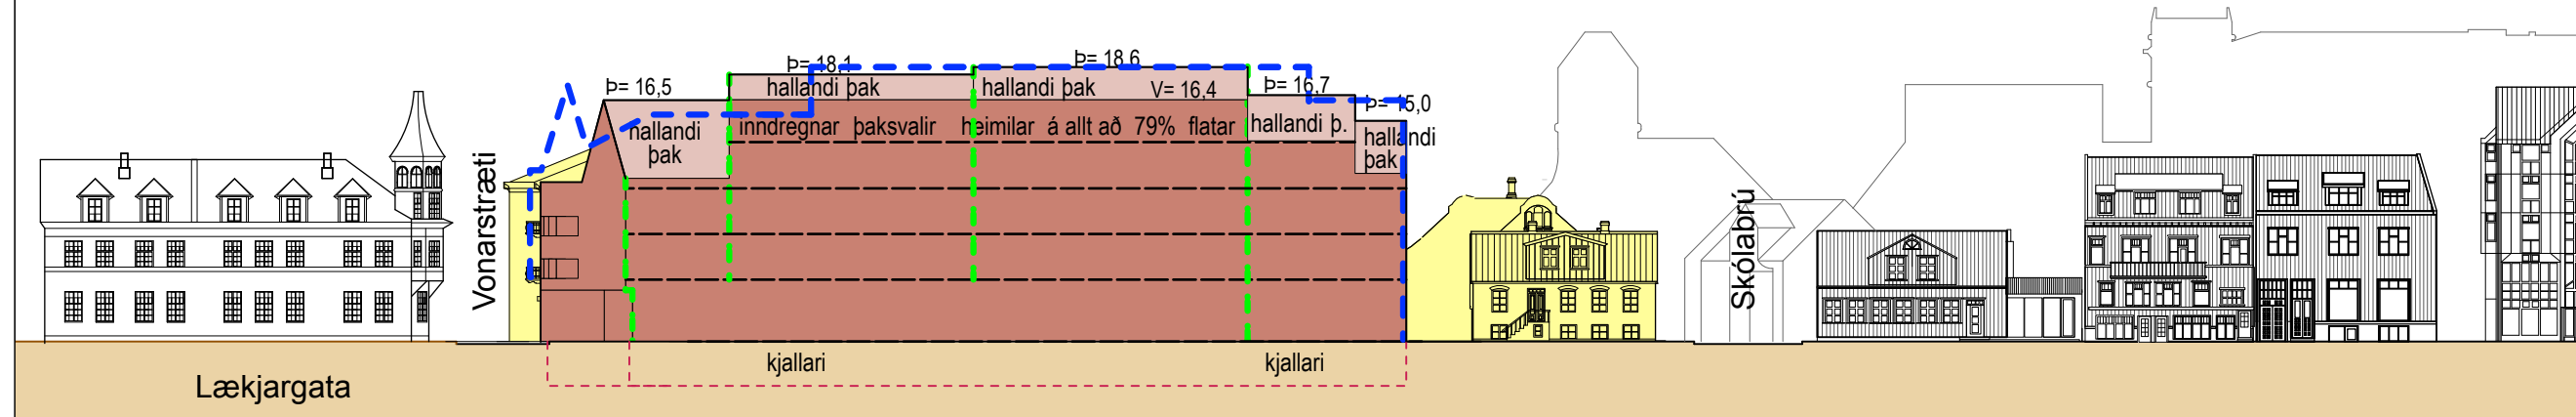 Þ= 16,5
Þ= 18,1
Þ= 18,6
Þ= 16,7
Þ= 15,0
hallandi þak
hallandi þak
V= 16,4
hallandi
þak
inndregnar þaksvalir heimilar á allt að 79% flatar
hallandi þ.
hallandi
þak
Vonarstræti
Skólabrú
kjallari
kjallari
Lækjargata